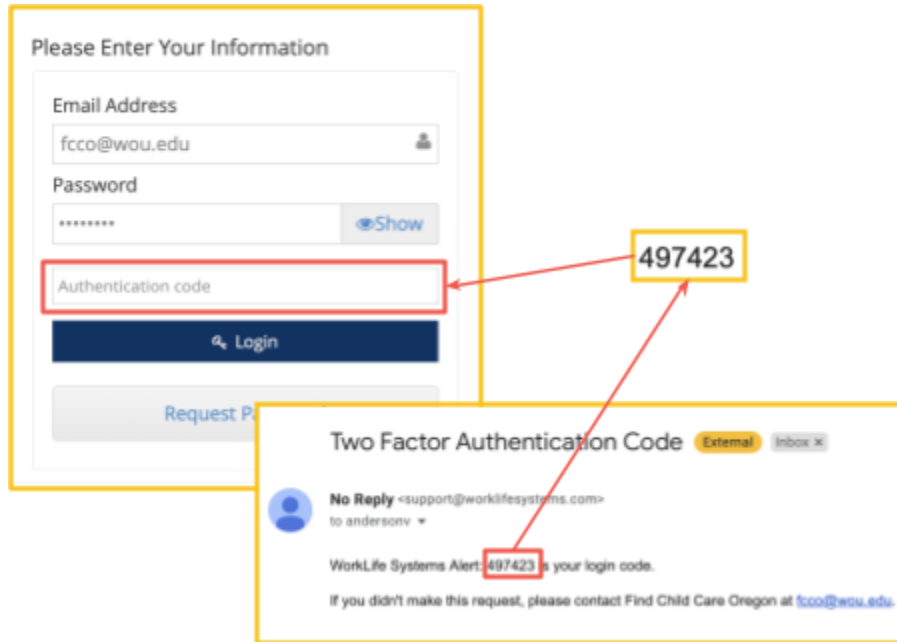 Please Enter Your Information
Email Address
fcco@wou.edu
Password
Show
Authentication code
Login
Request
497423
Two Factor Authentication Code External Inbox x
No Reply <support@worklifesystems.com>
to andersonv
WorkLife Systems Alert: 497423 is your login code.
If you didn't make this request, please contact Find Child Care Oregon at fcco@wou.edu.